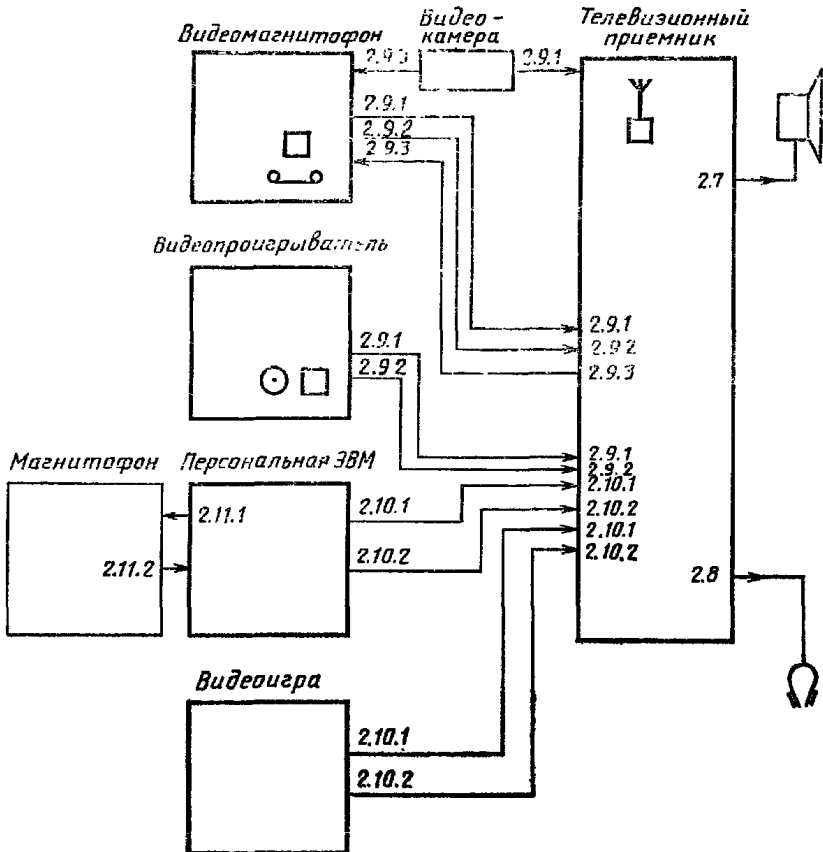 Видеомагнитофон
Видео-
камера
Телевизионный
приемник
2.9.3
2.9.1
2.9.1
2.9.2
2.9.3
2.7
Видеопроигрыватель
2.9.1
2.9.2
2.9.1
2.9.2
2.9.3
Магнитофон
Персональная ЭВМ
2.9.1
2.9.2
2.10.1
2.10.2
2.10.1
2.10.2
2.11.1
2.10.1
2.11.2
2.10.2
2.8
Видеоигра
2.10.1
2.10.2